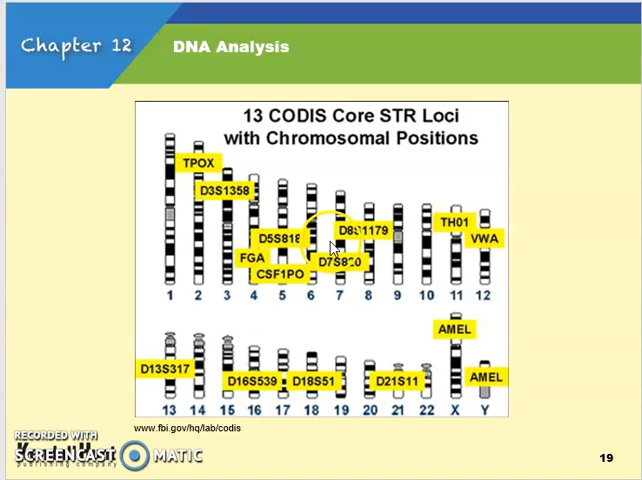 Chapter 12
DNA Analysis
13 CODIS Core STR Loci
with Chromosomal Positions
TPOX
D3S1358
TH01
D8S1179
D5S818
VWA
FGA
D7S820
CSF1PO
1 2 3 4 5 6 7 8 9 10 11 12
AMEL
D13S317
D16S539
D18S51
D21S11
AMEL
13 14 15 16 17 18 19 20 21 22 X Y
www.fbi.gov/hq/lab/codis
RECORDED WITH
SCREENCAST MATIC
publishing company
19